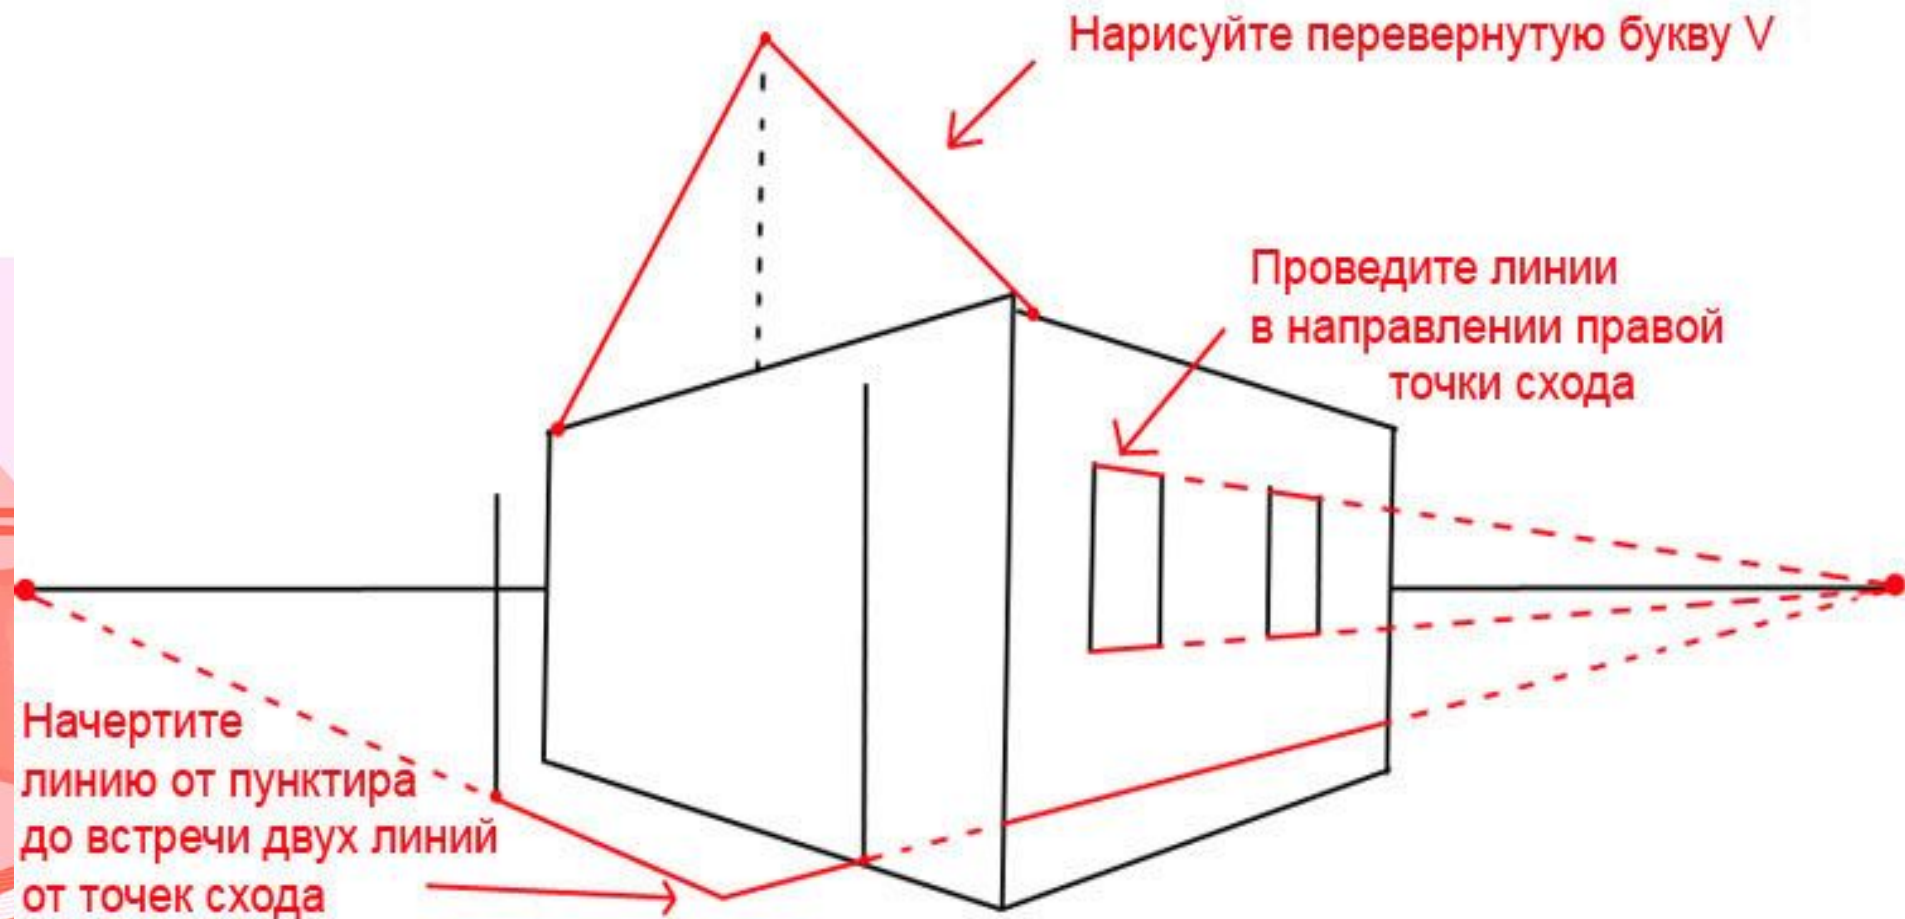 Нарисуйте перевернутую букву V
Проведите линии
в направлении правой
точки схода
Начертите
линию от пунктира
до встречи двух линий
от точек схода